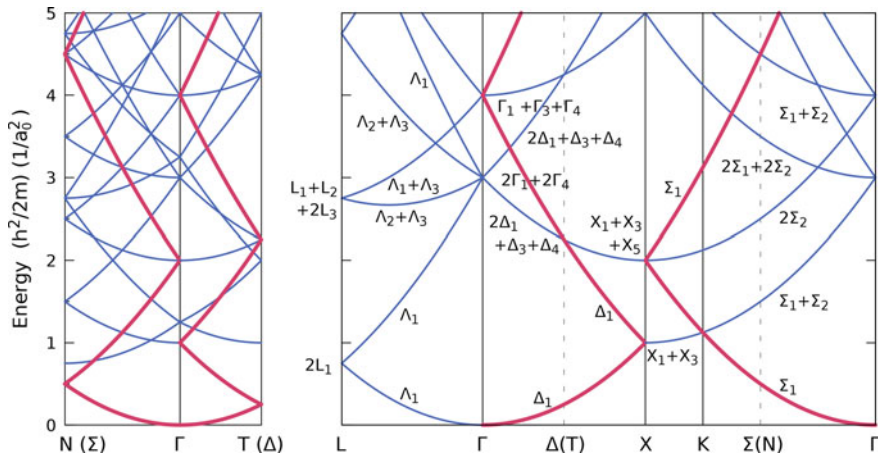 Energy (h²/2m) (1/a₀²)
5
4
3
2
1
0
N (Σ)
Γ
T (Δ)
Λ₁
Λ₂+Λ₃
Γ₁ +Γ₃+Γ₄
Σ₁+Σ₂
2Δ₁+Δ₃+Δ₄
L₁+L₂
+2L₃
Λ₁+Λ₃
2Γ₁+2Γ₄
Σ₁
2Σ₁+2Σ₂
Λ₂+Λ₃
2Δ₁
+Δ₃+Δ₄
X₁+X₃
+X₅
2Σ₂
Λ₁
Δ₁
Σ₁+Σ₂
2L₁
X₁+X₃
Λ₁
Δ₁
Σ₁
L
Γ
Δ(T)
X
K
Σ(N)
Γ